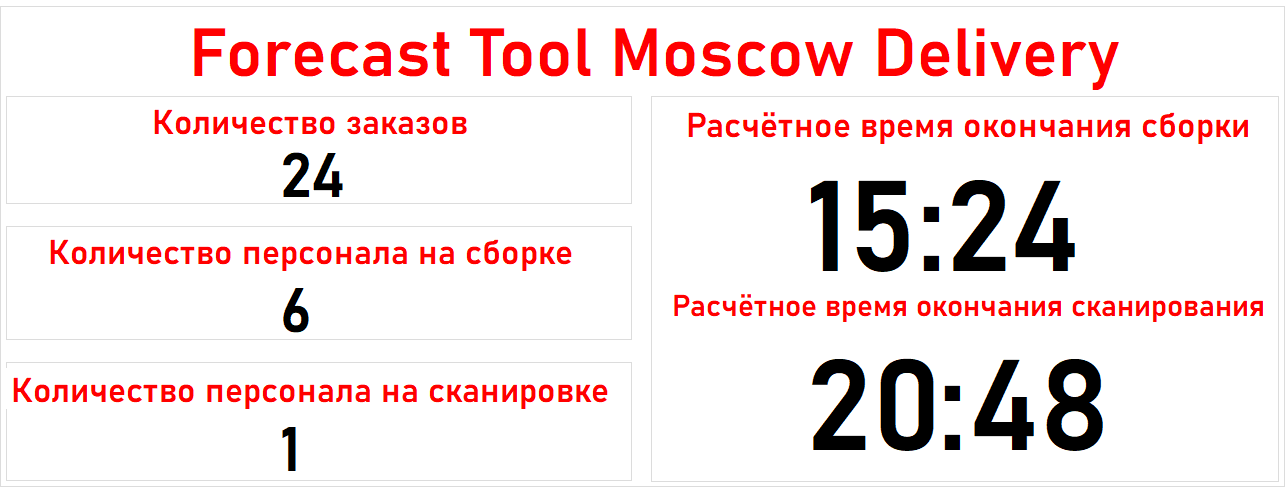 Forecast Tool Moscow Delivery
Количество заказов
24
Количество персонала на сборке
6
Количество персонала на сканировке
1
Расчётное время окончания сборки
15:24
Расчётное время окончания сканирования
20:48